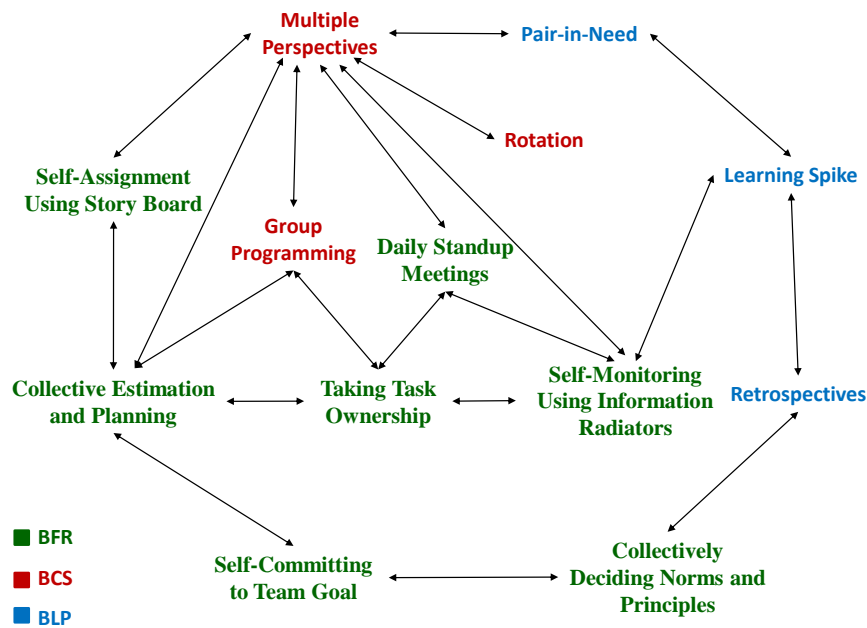 Multiple
Perspectives
Pair-in-Need
Rotation
Self-Assignment
Using Story Board
Learning Spike
Group
Programming
Daily Standup
Meetings
Collective Estimation
and Planning
Taking Task
Ownership
Self-Monitoring
Using Information
Radiators
Retrospectives
Self-Committing
to Team Goal
Collectively
Deciding Norms and
Principles
BFR
BCS
BLP